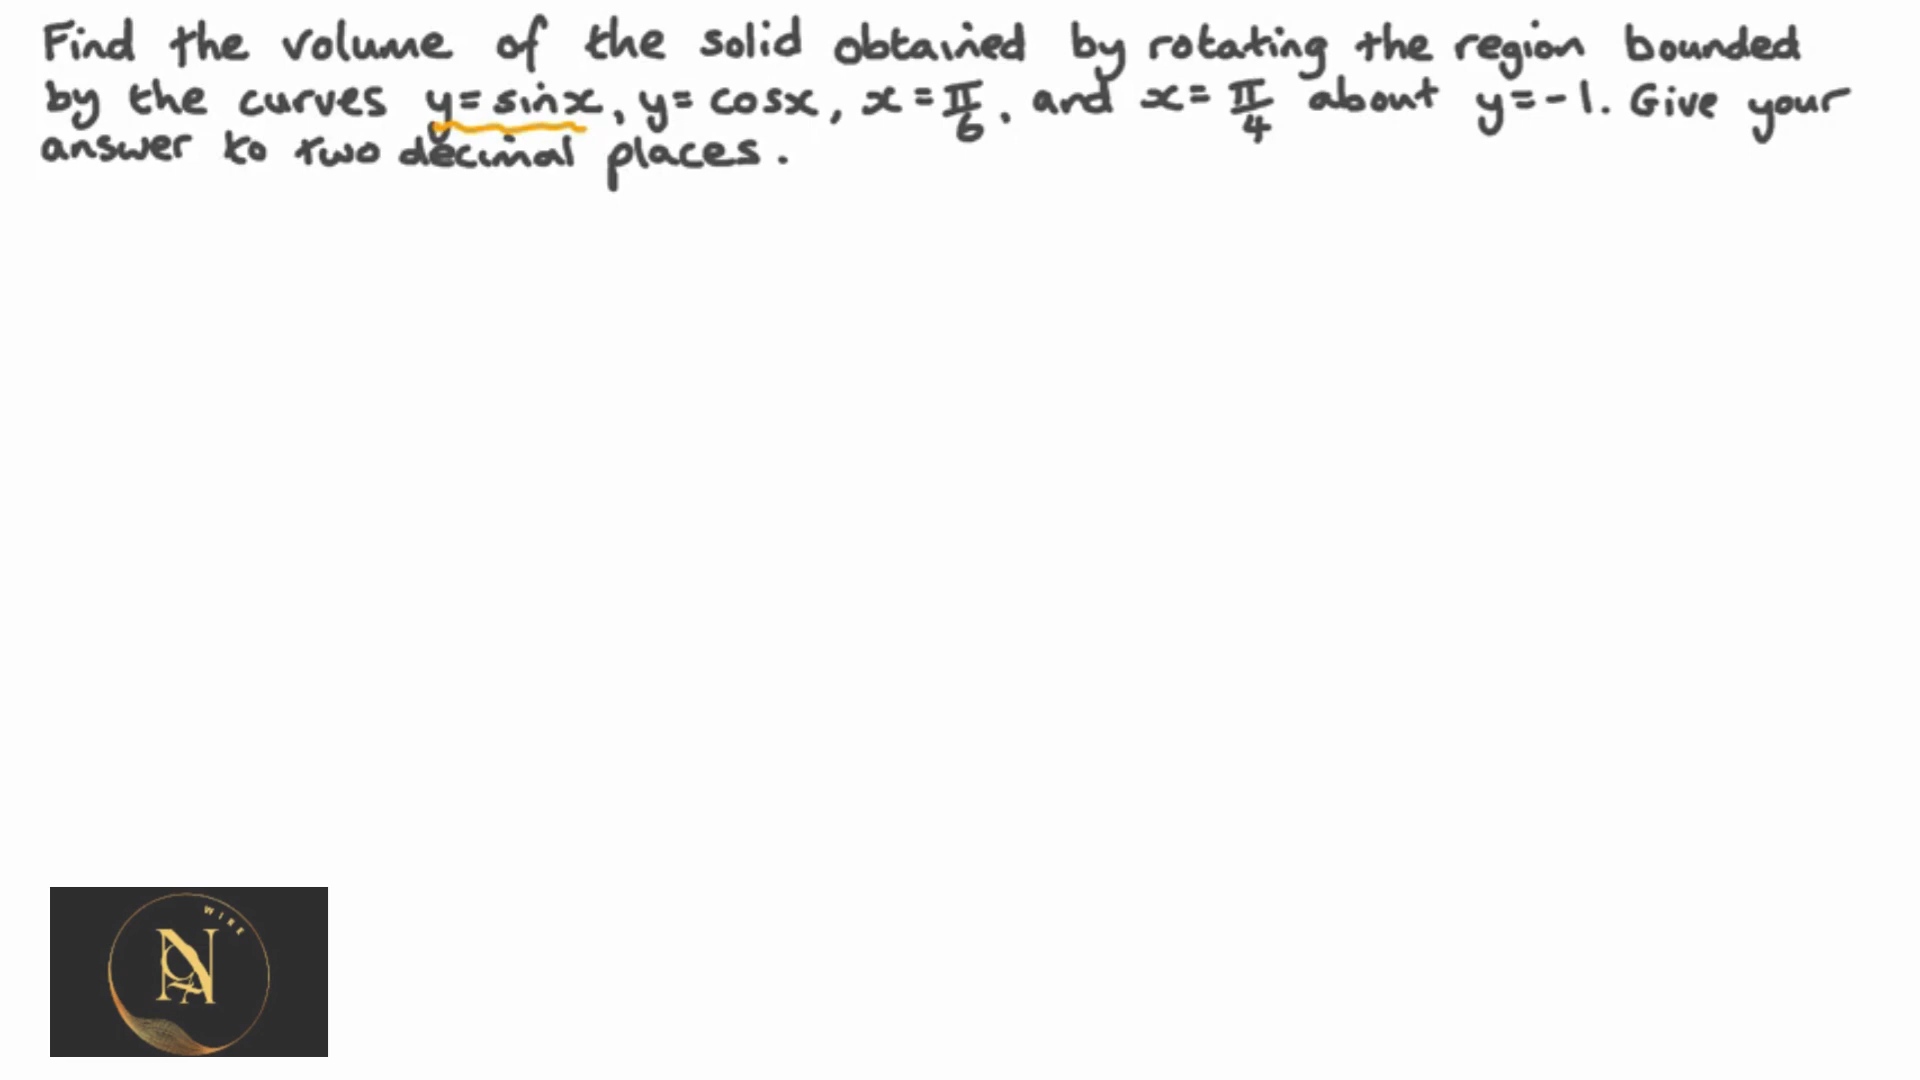 Find the volume of the solid obtained by rotating the region bounded
by the curves y = sinx, y = cosx, x = π/6, and x = π/4 about y = -1. Give your
answer to two decimal places.
WIRE